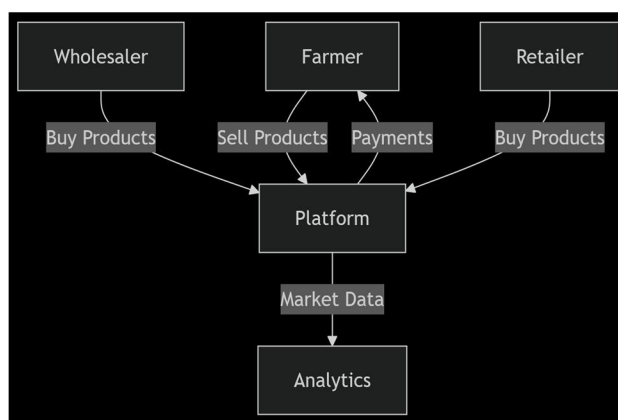 Wholesaler
Farmer
Retailer
Buy Products
Sell Products
Payments
Buy Products
Platform
Market Data
Analytics